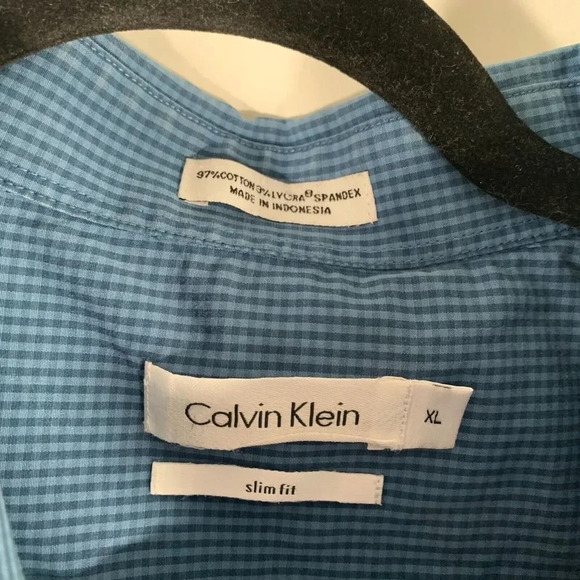 97%COTTON 3%LYCRA® SPANDEX
MADE IN INDONESIA
Calvin Klein
XL
slim fit